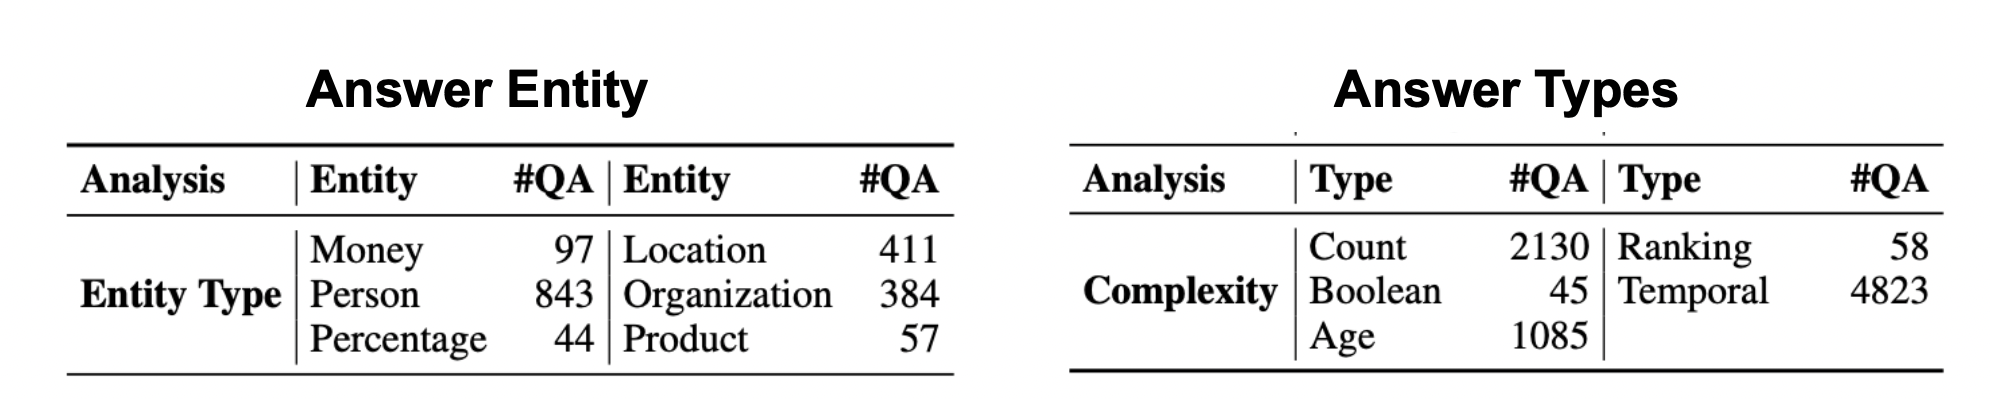 Answer Entity
Analysis Entity #QA Entity #QA
Entity Type
Money 97 Location 411
Person 843 Organization 384
Percentage 44 Product 57
Answer Types
Analysis Type #QA Type #QA
Complexity
Count 2130 Ranking 58
Boolean 45 Temporal 4823
Age 1085